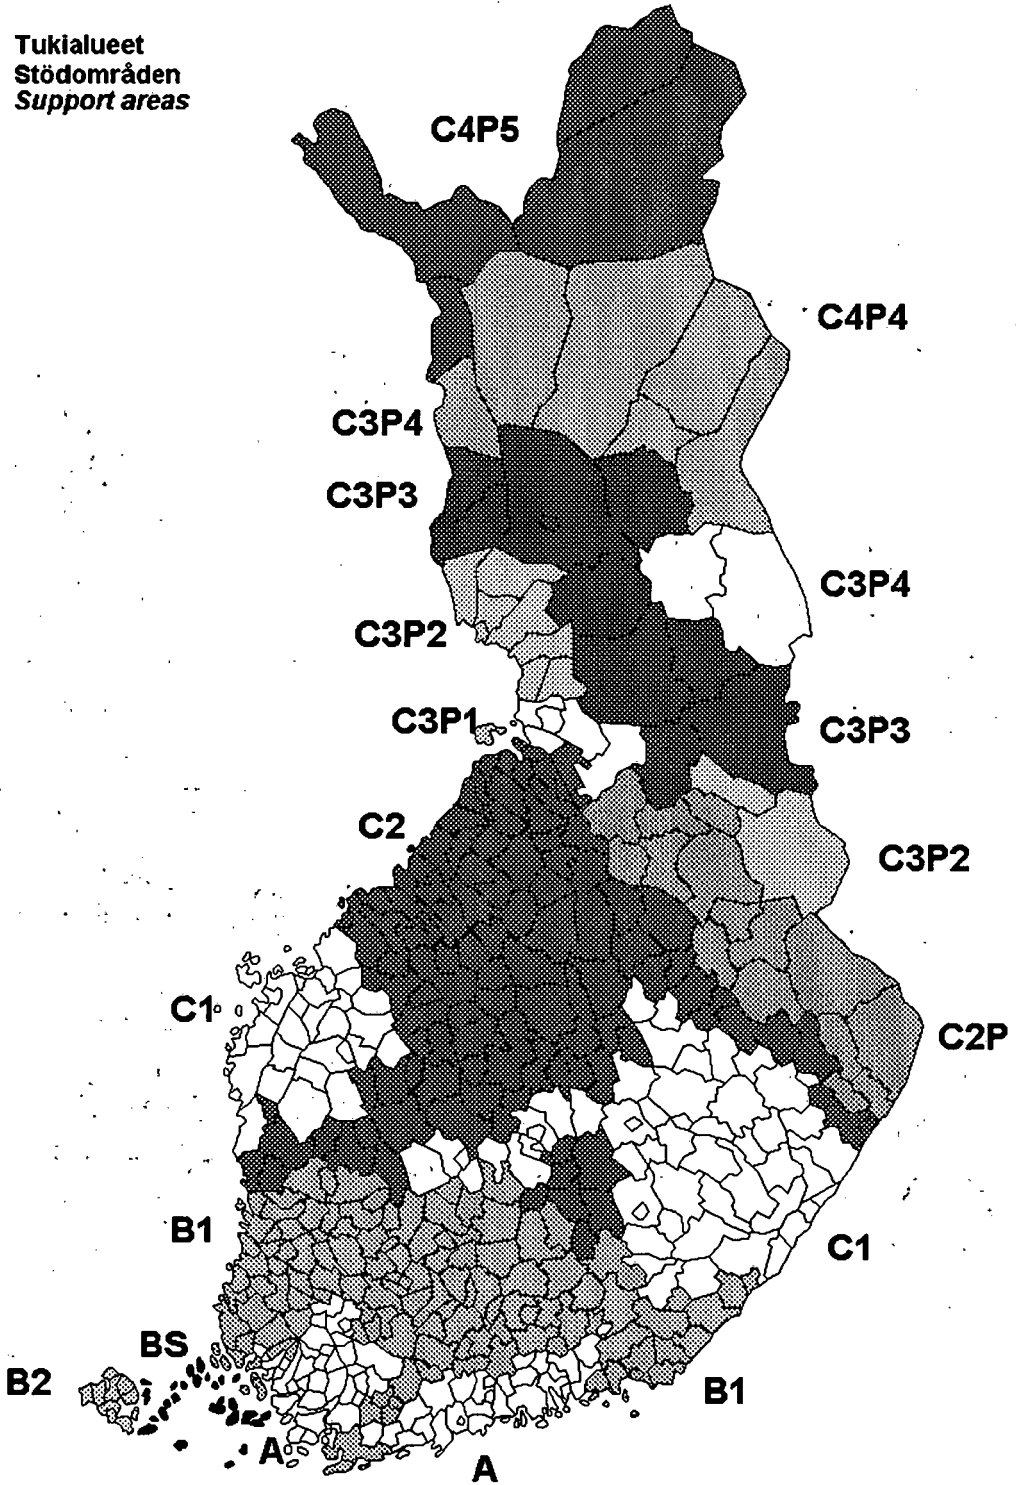 Tukialueet
Stödområden
Support areas
C4P5
C4P4
C3P4
C3P3
C3P4
C3P2
C3P1
C3P3
C2
C3P2
C1
C2P
B1
C1
BS
B2
B1
A
A